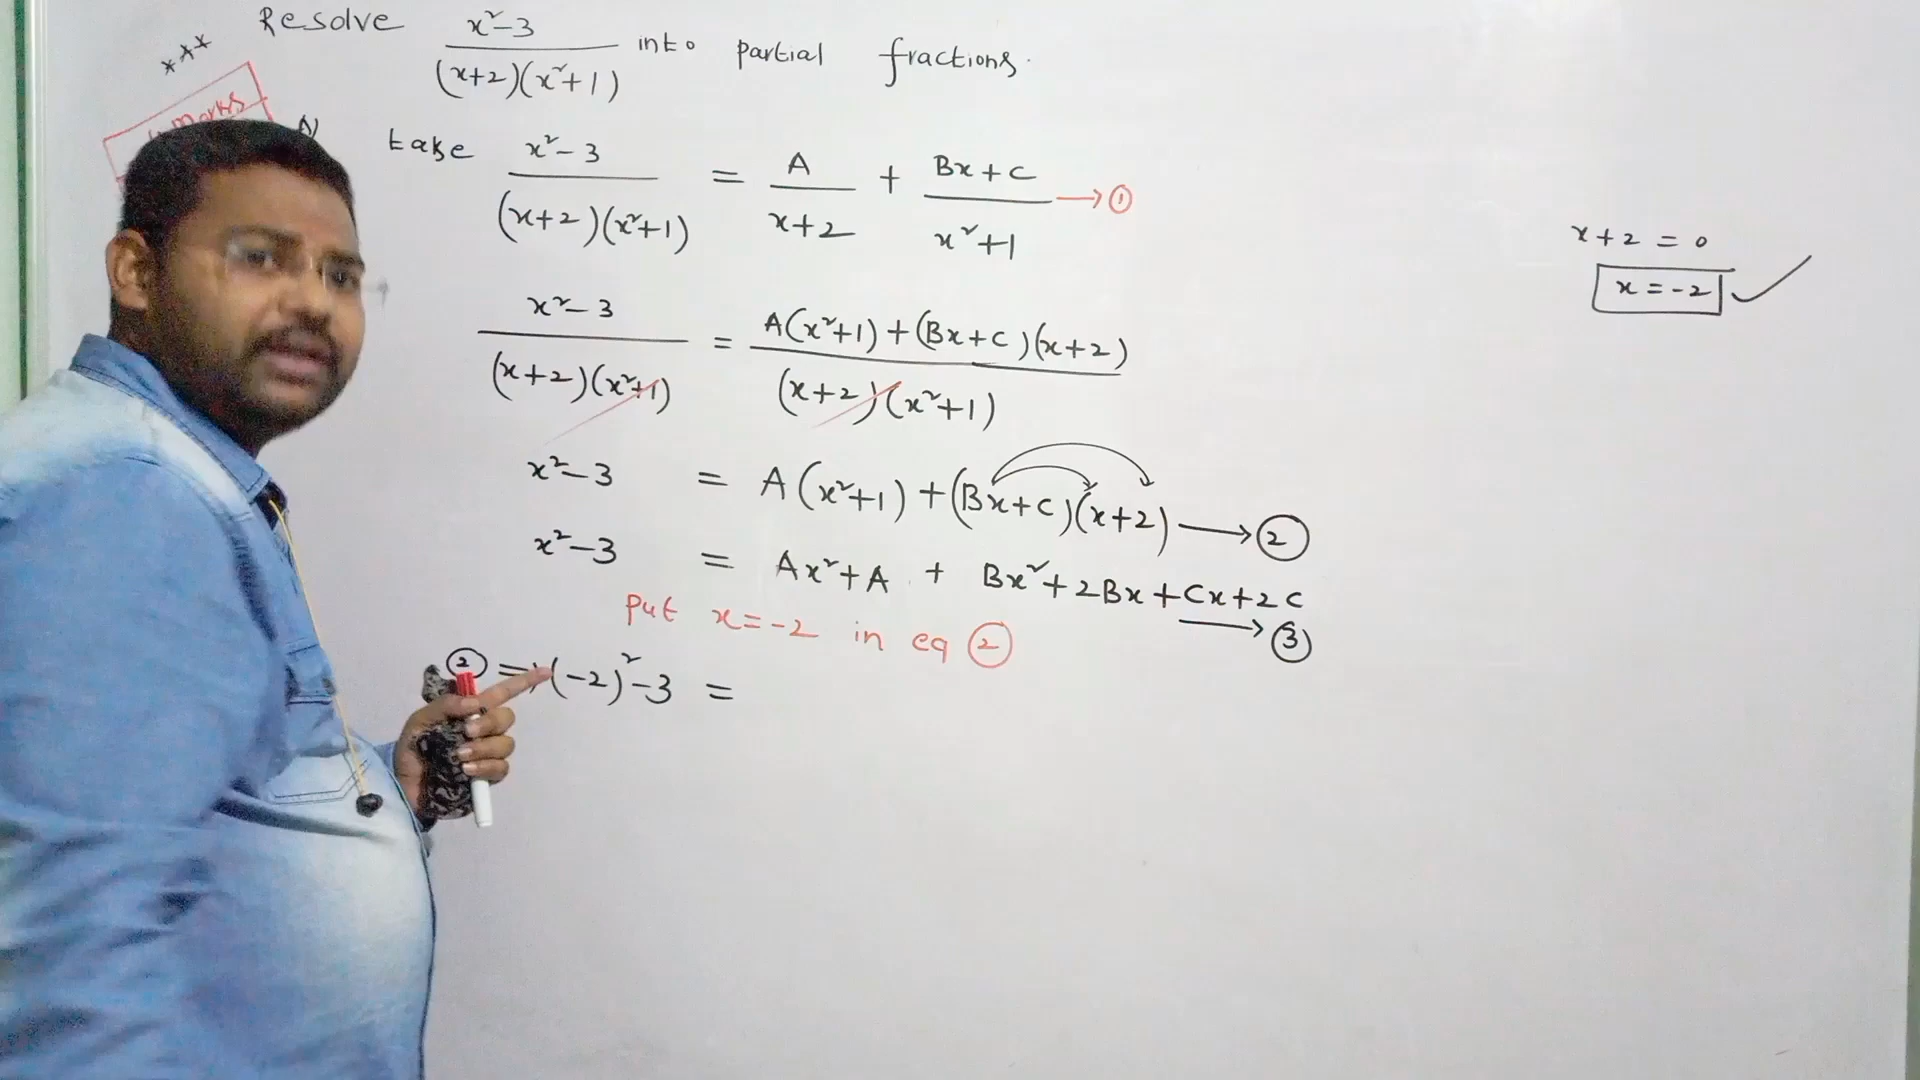 Resolve x²-3 / (x+2)(x²+1) into partial fractions.
***
Marks
A)
take x²-3 / (x+2)(x²+1) = A / x+2 + Bx+C / x²+1 → ①
x²-3 / (x+2)(x²+1) = A(x²+1)+(Bx+C)(x+2) / (x+2)(x²+1)
x²-3 = A(x²+1)+(Bx+C)(x+2) → ②
x²-3 = Ax²+A + Bx²+2Bx+Cx+2C
→ ③
put x=-2 in eq ②
② ⇒ (-2)²-3 =
x+2 = 0
x = -2 ✓